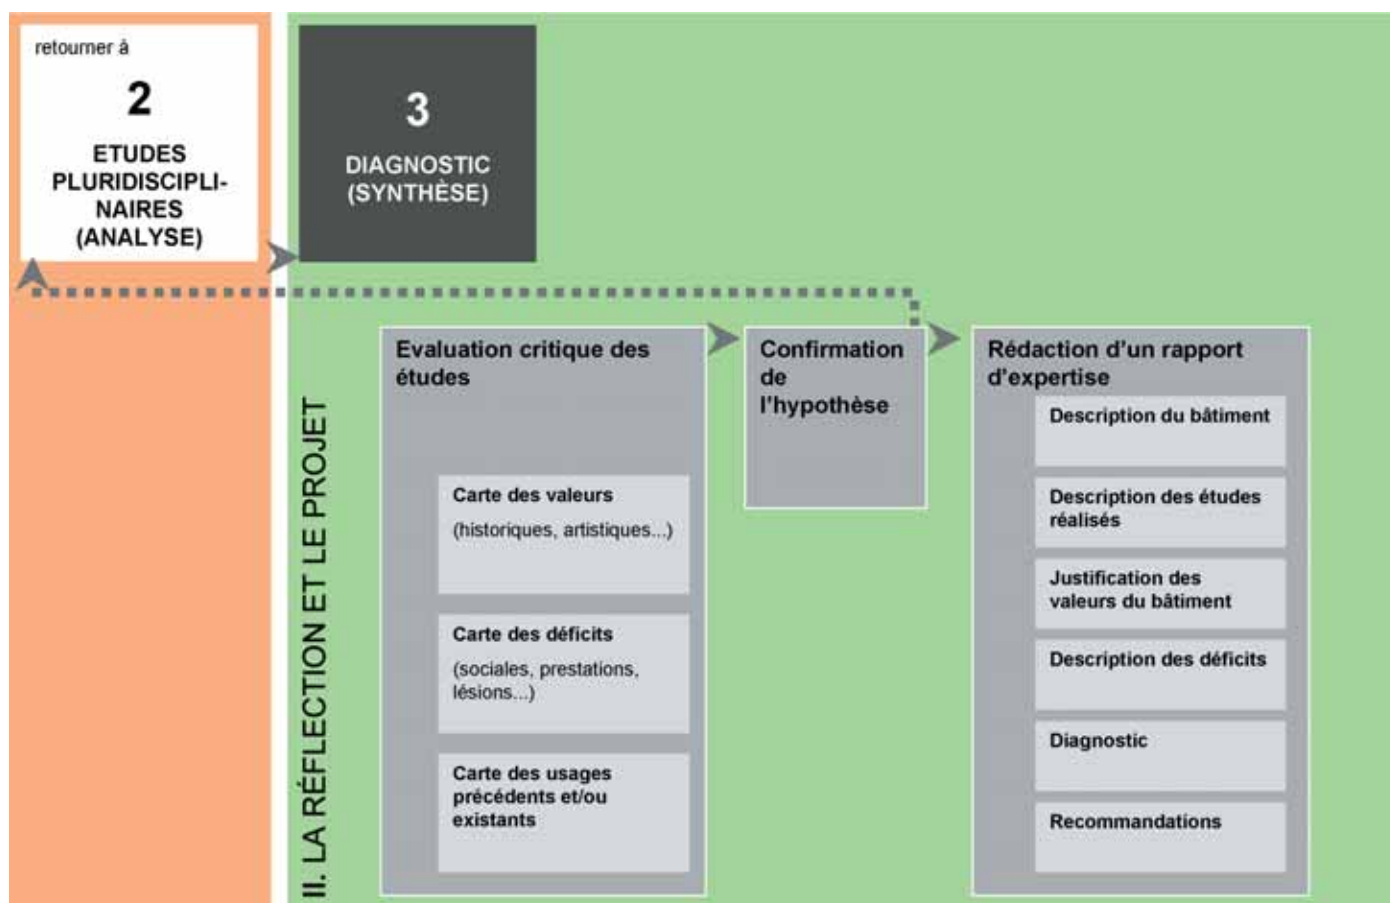 retourner à
2
ETUDES
PLURIDISCIPLI-
NAIRES
(ANALYSE)
3
DIAGNOSTIC
(SYNTHÈSE)
II. LA RÉFLECTION ET LE PROJET
Evaluation critique des
études
Carte des valeurs
(historiques, artistiques...)
Carte des déficits
(sociales, prestations,
lésions...)
Carte des usages
précédents et/ou
existants
Confirmation
de
l'hypothèse
Rédaction d'un rapport
d'expertise
Description du bâtiment
Description des études
réalisés
Justification des
valeurs du bâtiment
Description des déficits
Diagnostic
Recommandations